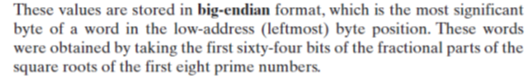 These values are stored in big-endian format, which is the most significant
byte of a word in the low-address (leftmost) byte position. These words
were obtained by taking the first sixty-four bits of the fractional parts of the
square roots of the first eight prime numbers.